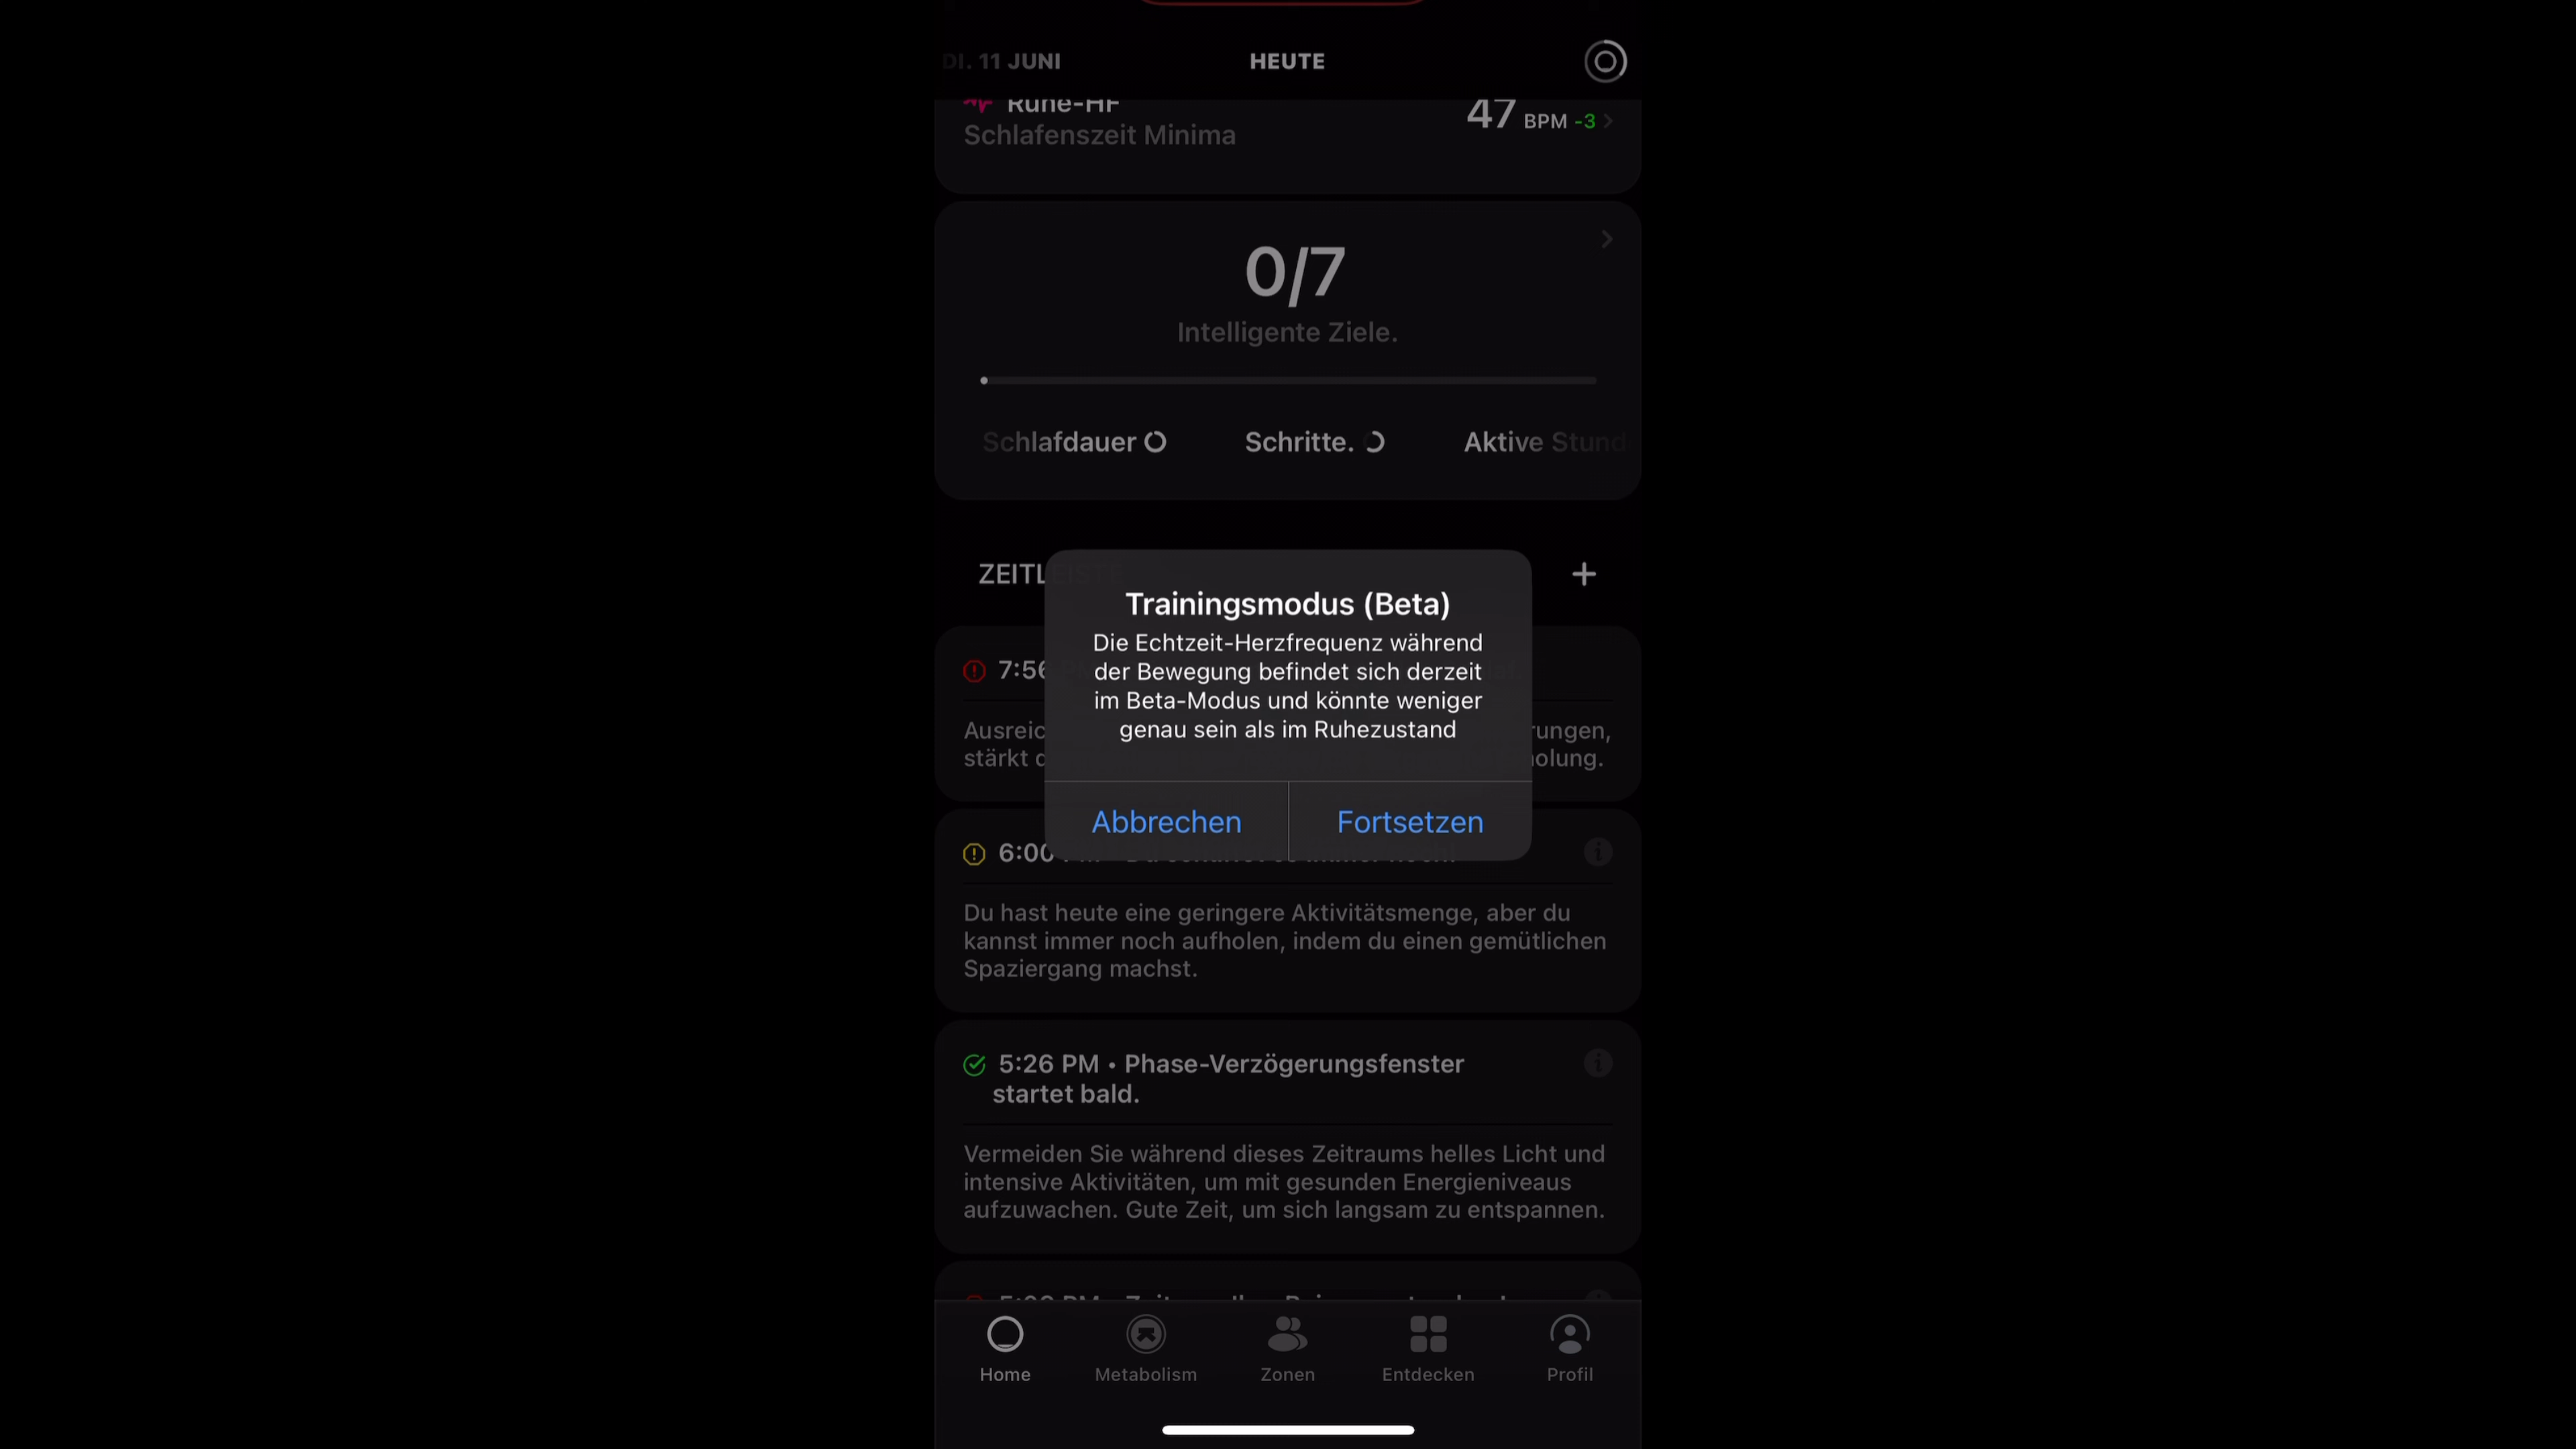 DI. 11 JUNI
HEUTE
Ruhe-HF
47 BPM -3
Schlafenszeit Minima
0/7
Intelligente Ziele.
Schlafdauer
Schritte.
Aktive Stund
ZEITLEISTE
Trainingsmodus (Beta)
Die Echtzeit-Herzfrequenz während
der Bewegung befindet sich derzeit
im Beta-Modus und könnte weniger
genau sein als im Ruhezustand
Abbrechen
Fortsetzen
7:56
Ausreic
rungen,
stärkt
holung.
6:00
Du hast heute eine geringere Aktivitätsmenge, aber du
kannst immer noch aufholen, indem du einen gemütlichen
Spaziergang machst.
5:26 PM • Phase-Verzögerungsfenster
startet bald.
Vermeiden Sie während dieses Zeitraums helles Licht und
intensive Aktivitäten, um mit gesunden Energieniveaus
aufzuwachen. Gute Zeit, um sich langsam zu entspannen.
Home
Metabolism
Zonen
Entdecken
Profil